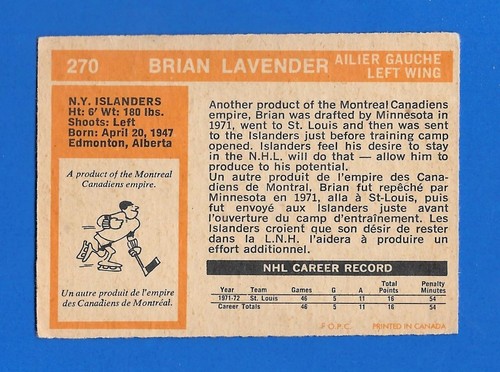 270
BRIAN LAVENDER
AILIER GAUCHE
LEFT WING
N.Y. ISLANDERS
Ht: 6' Wt: 180 lbs.
Shoots: Left
Born: April 20, 1947
Edmonton, Alberta
A product of the Montreal
Canadiens empire.
Un autre produit de l'empire
des Canadiens de Montréal.
Another product of the Montreal Canadiens
empire, Brian was drafted by Minnesota in
1971, went to St. Louis and then was sent
to the Islanders just before training camp
opened. Islanders feel his desire to stay
in the N.H.L. will do that — allow him
to produce to his potential.
Un autre produit de l'empire des Cana-
diens de Montral, Brian fut repêché par
Minnesota en 1971, alla à St-Louis, puis
fut envoyé aux Islanders juste avant
l'ouverture du camp d'entraînement. Les
Islanders croient que son désir de rester
dans la L.N.H. l'aidera à produire un
effort additionnel.
NHL CAREER RECORD
Year Team Games G A Total Points Penalty Minutes
1971-72 St. Louis 46 5 11 16 54
Career Totals 46 5 11 16 54
© O.P.C. PRINTED IN CANADA